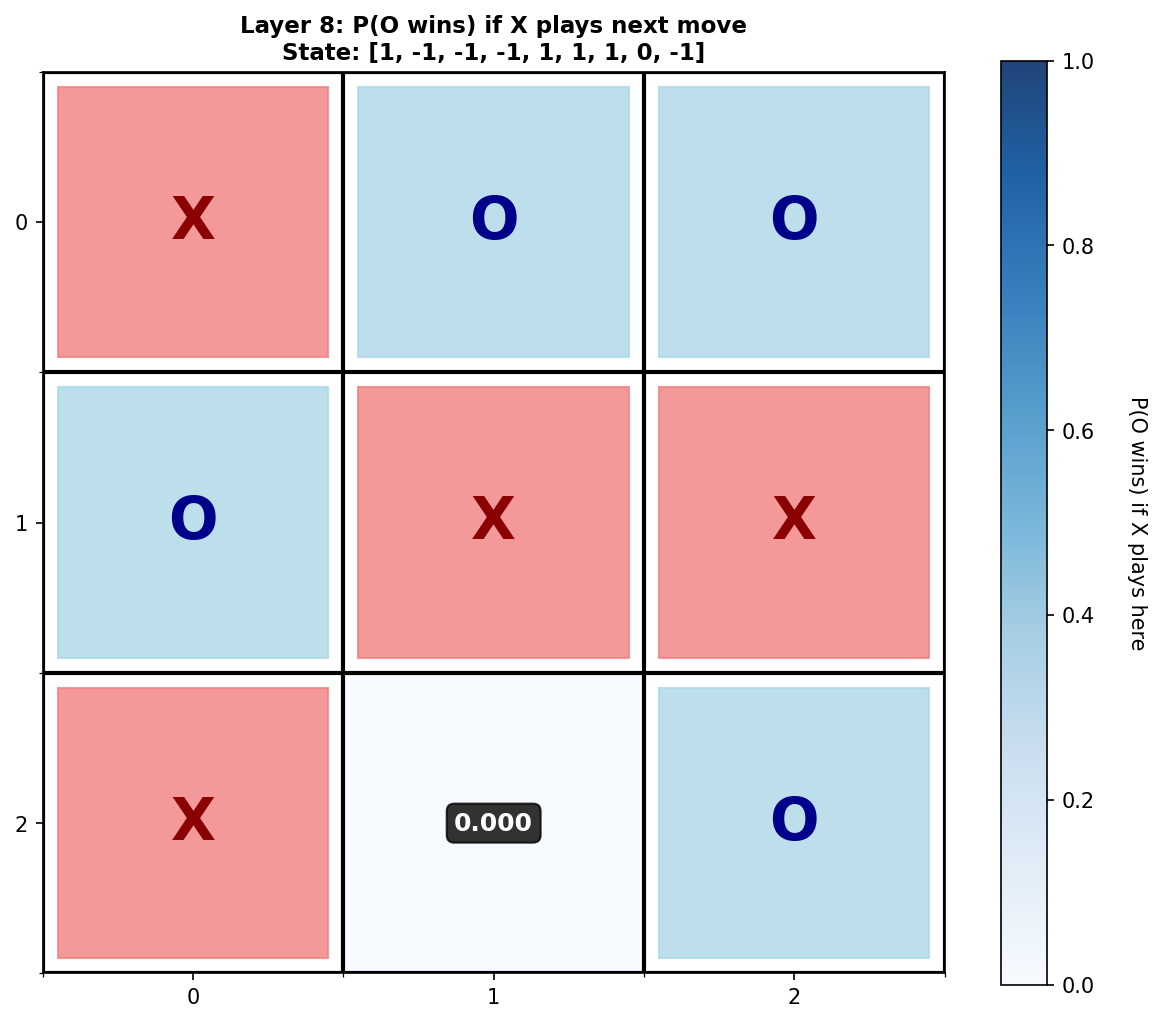 Layer 8: P(O wins) if X plays next move
State: [1, -1, -1, -1, 1, 1, 1, 0, -1]
0
X
O
O
1
O
X
X
2
X
0.000
O
0
1
2
1.0
0.8
0.6
0.4
0.2
0.0
P(O wins) if X plays here